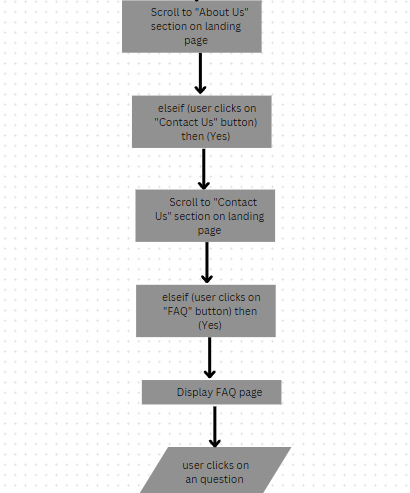 Scroll to "About Us"
section on landing
page
elseif (user clicks on
"Contact Us" button)
then (Yes)
Scroll to "Contact
Us" section on landing
page
elseif (user clicks on
"FAQ" button) then
(Yes)
Display FAQ page
user clicks on
an question